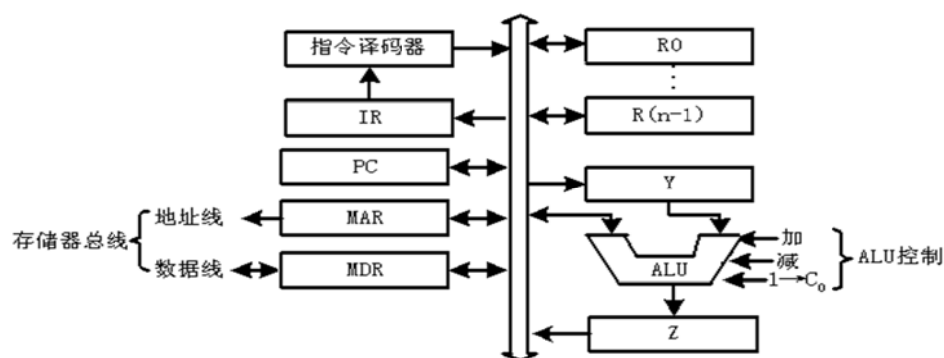 指令译码器
IR
PC
MAR
MDR
地址线
存储器总线
数据线
R0
R(n-1)
Y
ALU
Z
加
减
1→C₀
ALU控制